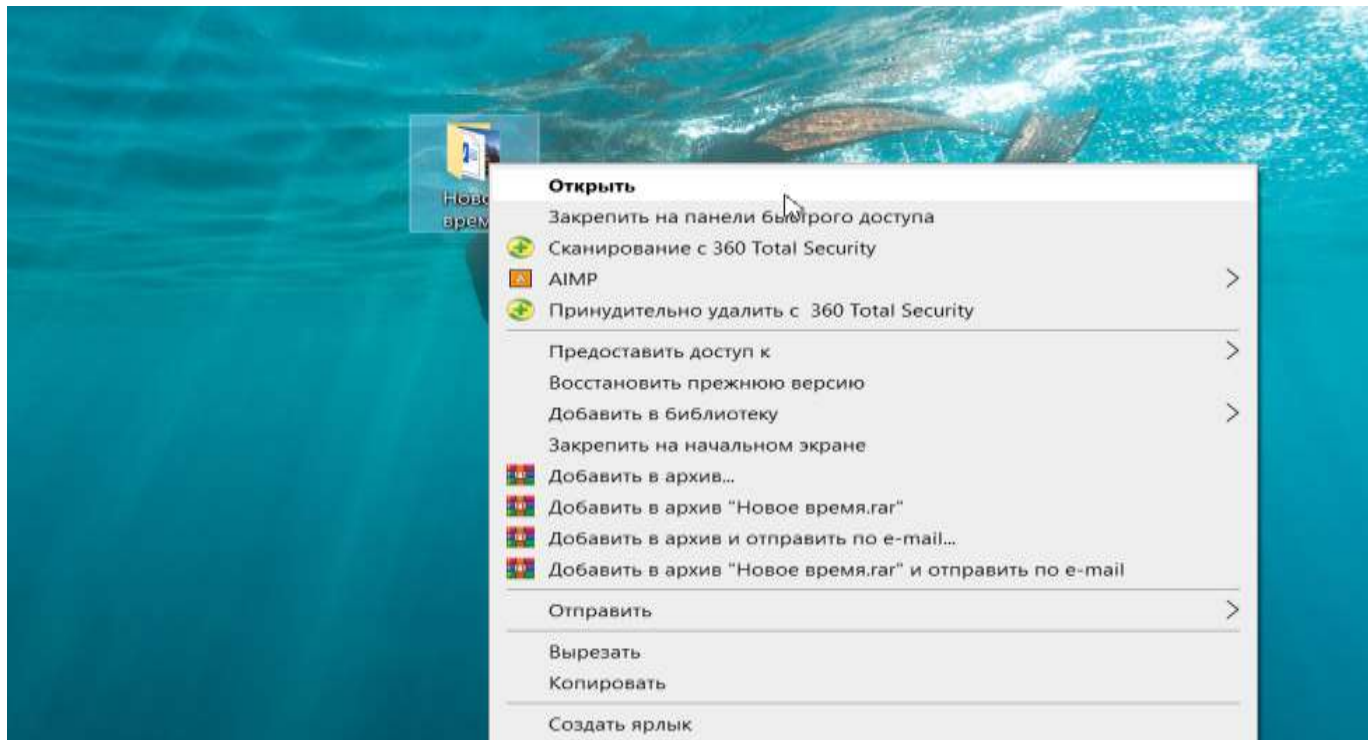 Открыть
Закрепить на панели быстрого доступа
Сканирование с 360 Total Security
AIMP
Принудительно удалить с  360 Total Security
Предоставить доступ к
Восстановить прежнюю версию
Добавить в библиотеку
Закрепить на начальном экране
Добавить в архив...
Добавить в архив "Новое время.rar"
Добавить в архив и отправить по e-mail...
Добавить в архив "Новое время.rar" и отправить по e-mail
Отправить
Вырезать
Копировать
Создать ярлык